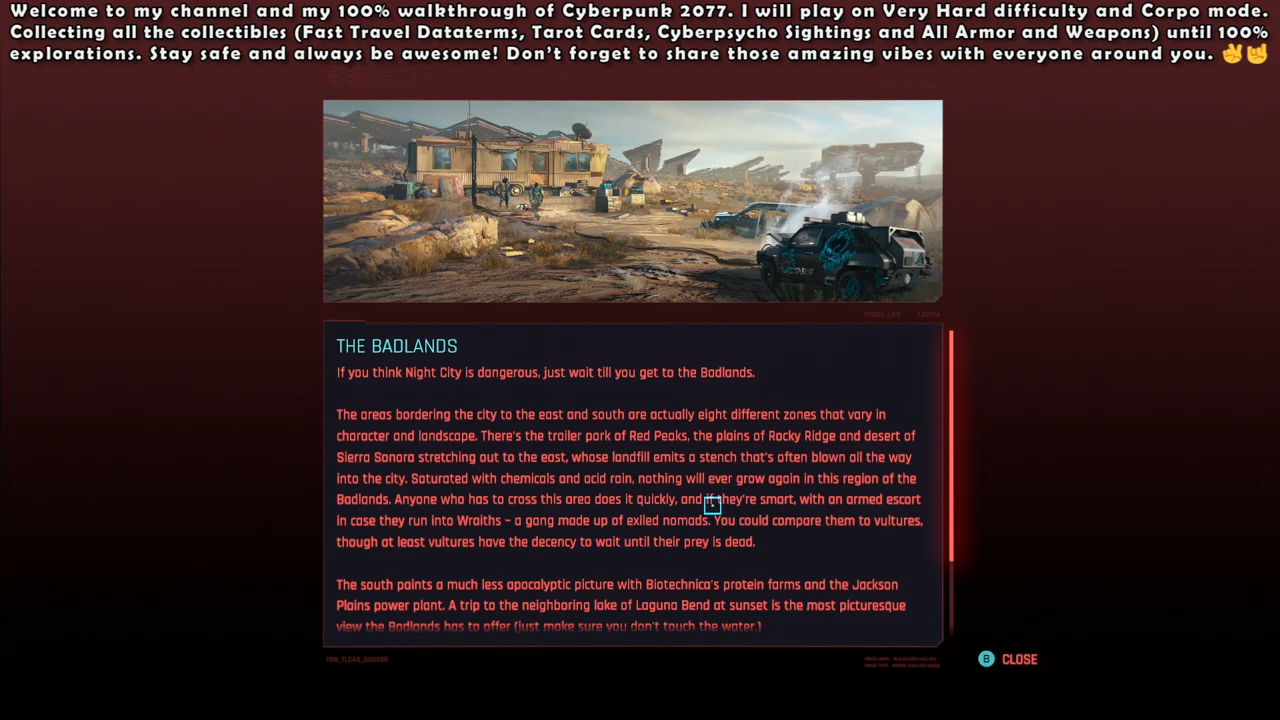 Welcome to my channel and my 100% walkthrough of Cyberpunk 2077. I will play on Very Hard difficulty and Corpo mode.
Collecting all the collectibles (Fast Travel Dataterms, Tarot Cards, Cyberpsycho Sightings and All Armor and Weapons) until 100%
explorations. Stay safe and always be awesome! Don't forget to share those amazing vibes with everyone around you. ✌️🤘
THE BADLANDS
If you think Night City is dangerous, just wait till you get to the Badlands.
The areas bordering the city to the east and south are actually eight different zones that vary in
character and landscape. There's the trailer park of Red Peaks, the plains of Rocky Ridge and desert of
Sierra Sonora stretching out to the east, whose landfill emits a stench that's often blown all the way
into the city. Saturated with chemicals and acid rain, nothing will ever grow again in this region of the
Badlands. Anyone who has to cross this area does it quickly, and if they're smart, with an armed escort
in case they run into Wraiths – a gang made up of exiled nomads. You could compare them to vultures,
though at least vultures have the decency to wait until their prey is dead.
The south paints a much less apocalyptic picture with Biotechnica's protein farms and the Jackson
Plains power plant. A trip to the neighboring lake of Laguna Bend at sunset is the most picturesque
view the Badlands has to offer (just make sure you don't touch the water.)
B CLOSE